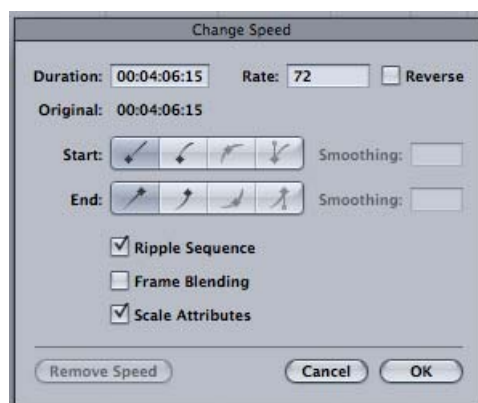 Change Speed
Duration: 00:04:06:15 Rate: 72 Reverse
Original: 00:04:06:15
Start: Smoothing:
End: Smoothing:
Ripple Sequence
Frame Blending
Scale Attributes
Remove Speed Cancel OK